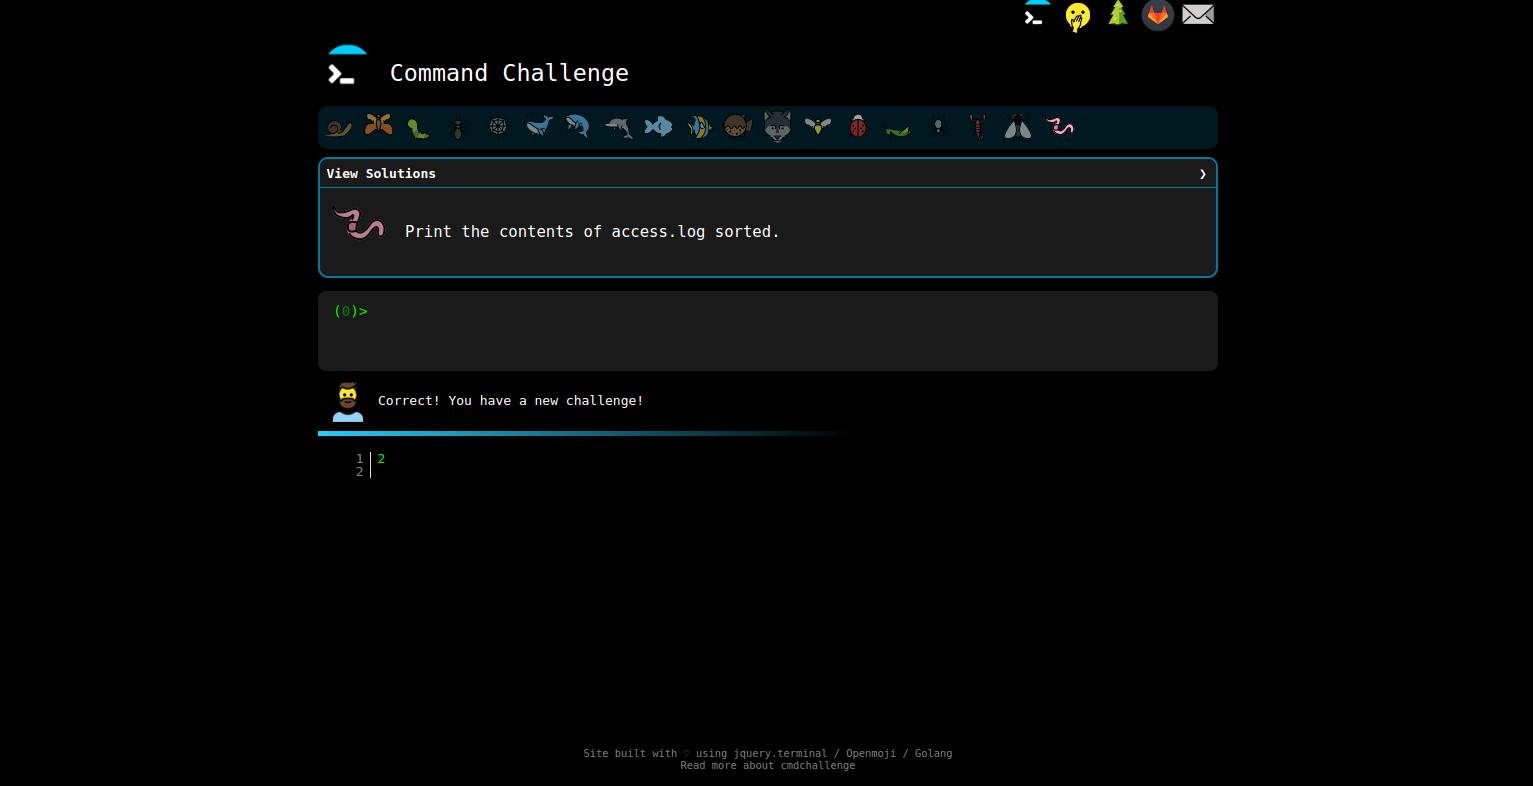 Command Challenge
View Solutions ❯
Print the contents of access.log sorted.
(0)>
Correct! You have a new challenge!
1 2
2
Site built with ♡ using jquery.terminal / Openmoji / Golang
Read more about cmdchallenge